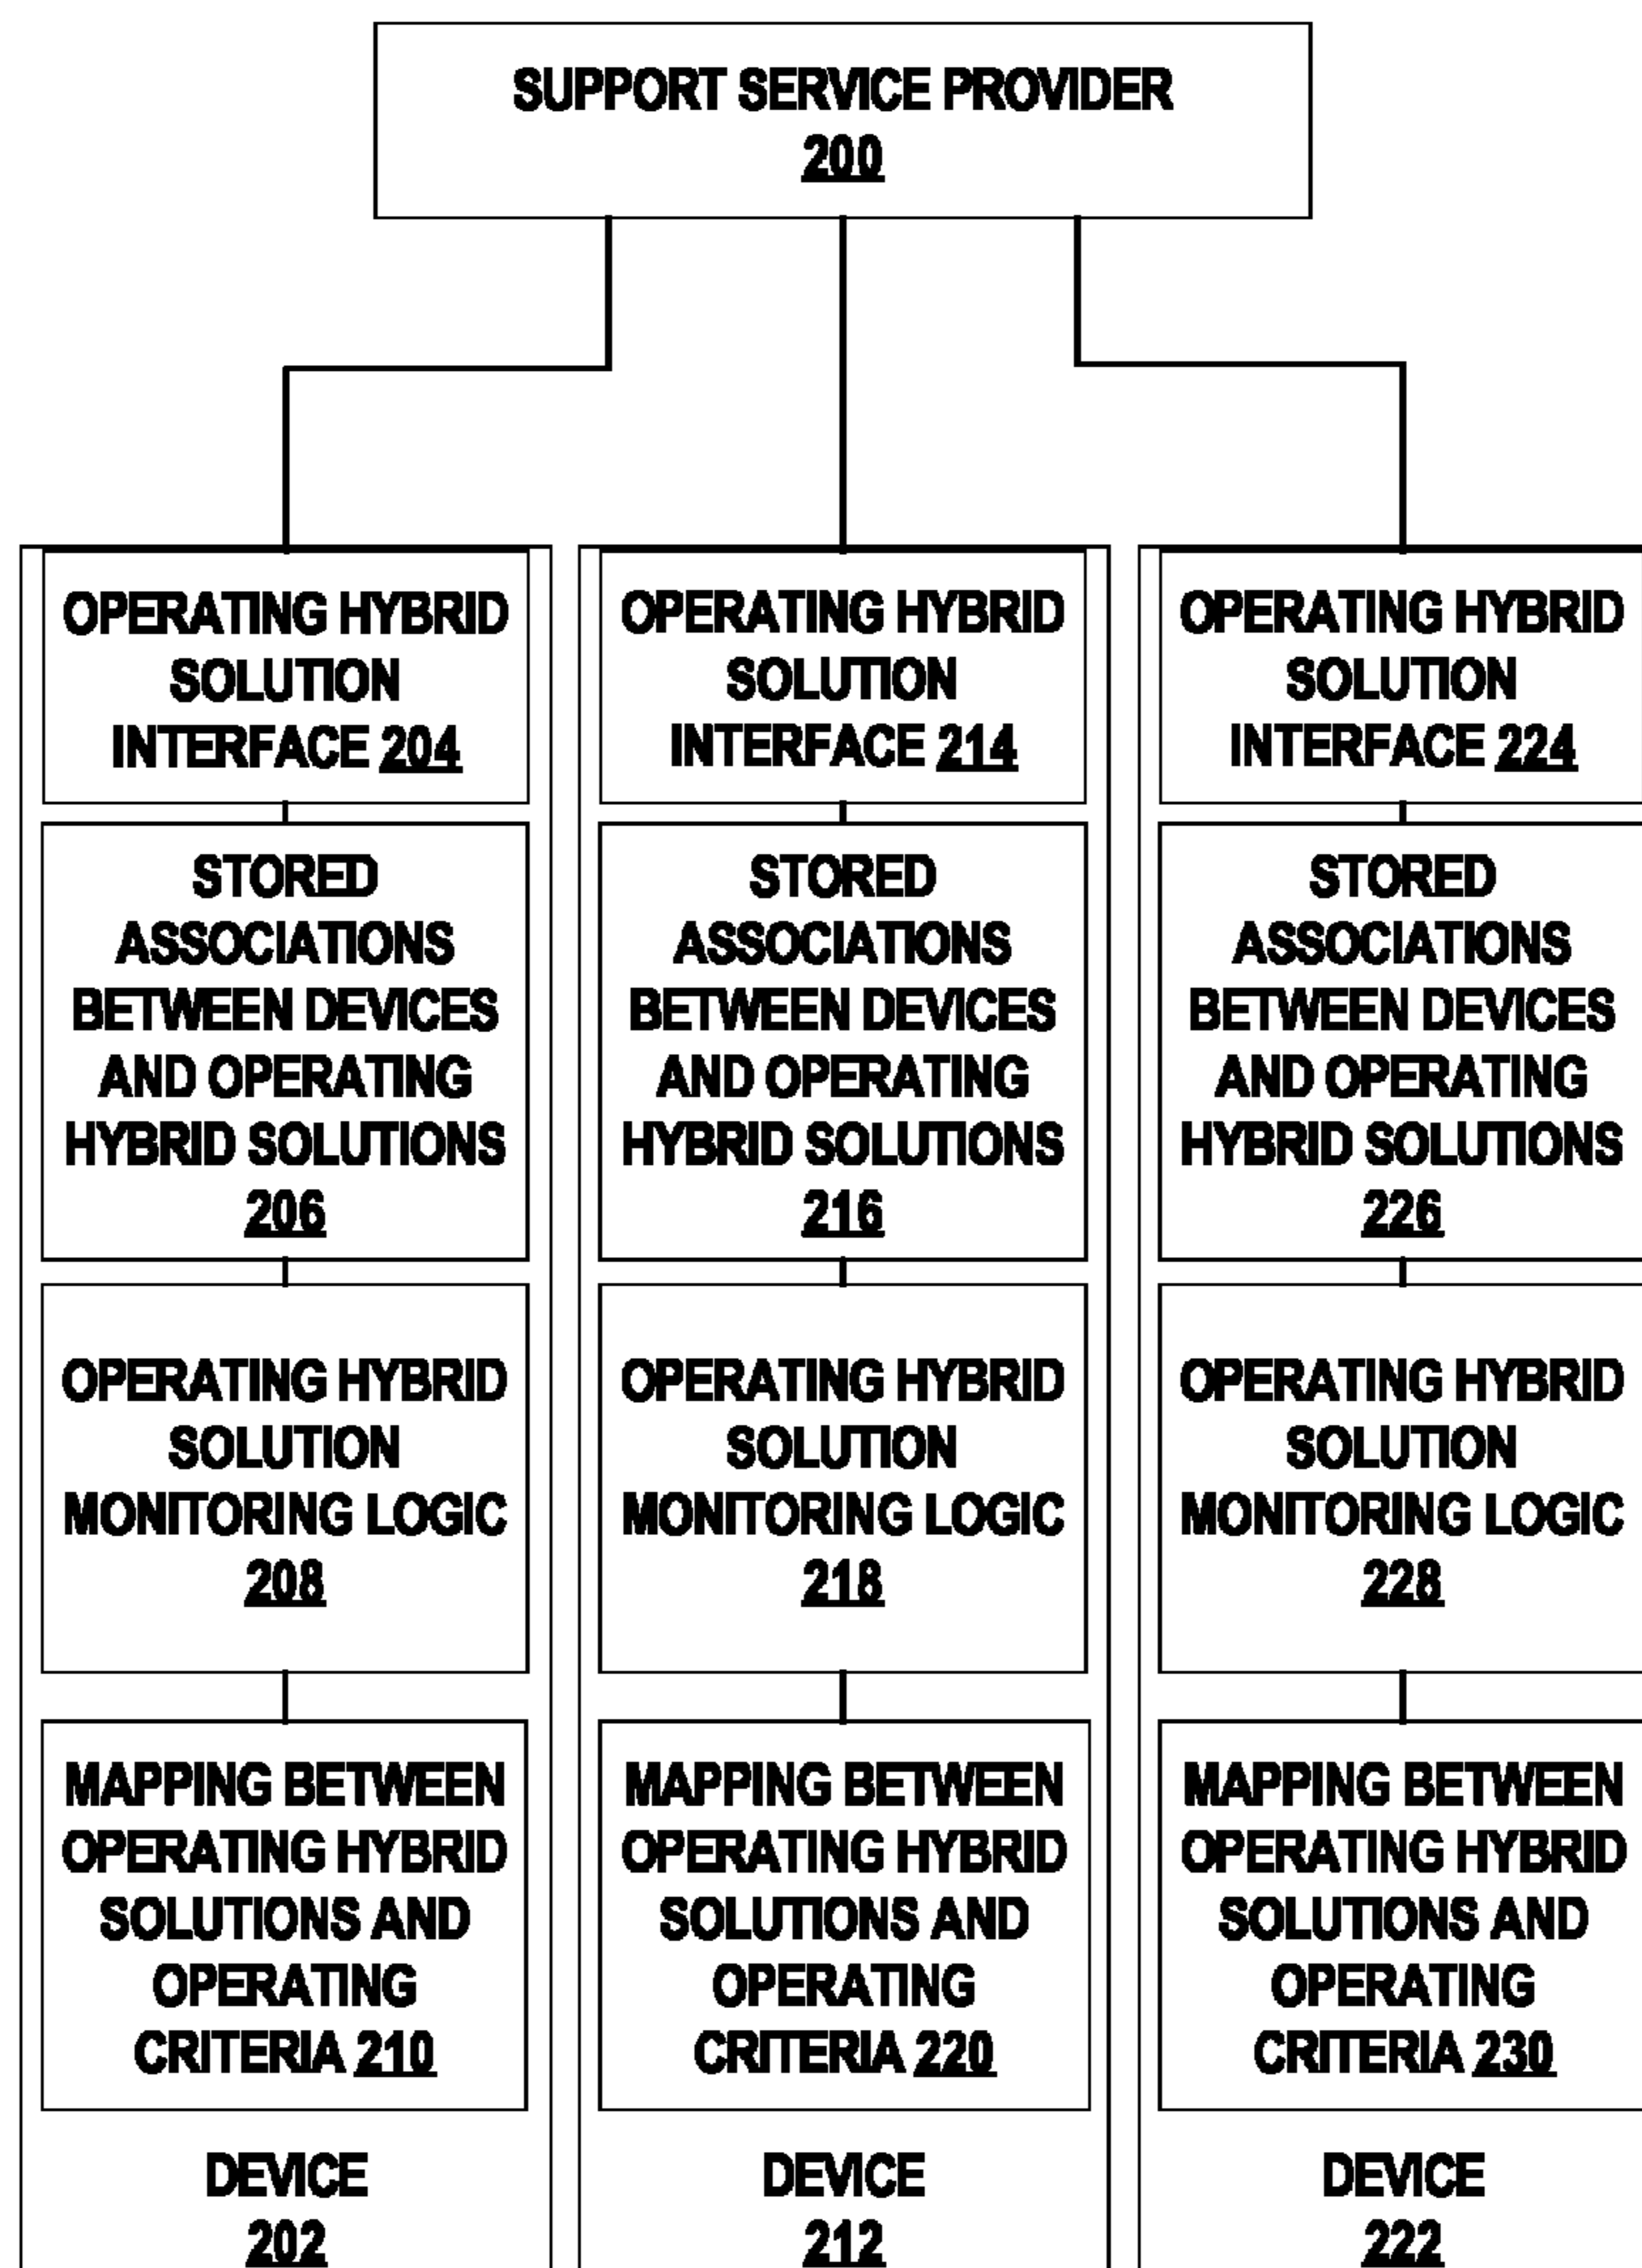 SUPPORT SERVICE PROVIDER
200
OPERATING HYBRID
SOLUTION
INTERFACE 204
STORED
ASSOCIATIONS
BETWEEN DEVICES
AND OPERATING
HYBRID SOLUTIONS
206
OPERATING HYBRID
SOLUTION
MONITORING LOGIC
208
MAPPING BETWEEN
OPERATING HYBRID
SOLUTIONS AND
OPERATING
CRITERIA 210
DEVICE
202
OPERATING HYBRID
SOLUTION
INTERFACE 214
STORED
ASSOCIATIONS
BETWEEN DEVICES
AND OPERATING
HYBRID SOLUTIONS
216
OPERATING HYBRID
SOLUTION
MONITORING LOGIC
218
MAPPING BETWEEN
OPERATING HYBRID
SOLUTIONS AND
OPERATING
CRITERIA 220
DEVICE
212
OPERATING HYBRID
SOLUTION
INTERFACE 224
STORED
ASSOCIATIONS
BETWEEN DEVICES
AND OPERATING
HYBRID SOLUTIONS
226
OPERATING HYBRID
SOLUTION
MONITORING LOGIC
228
MAPPING BETWEEN
OPERATING HYBRID
SOLUTIONS AND
OPERATING
CRITERIA 230
DEVICE
222